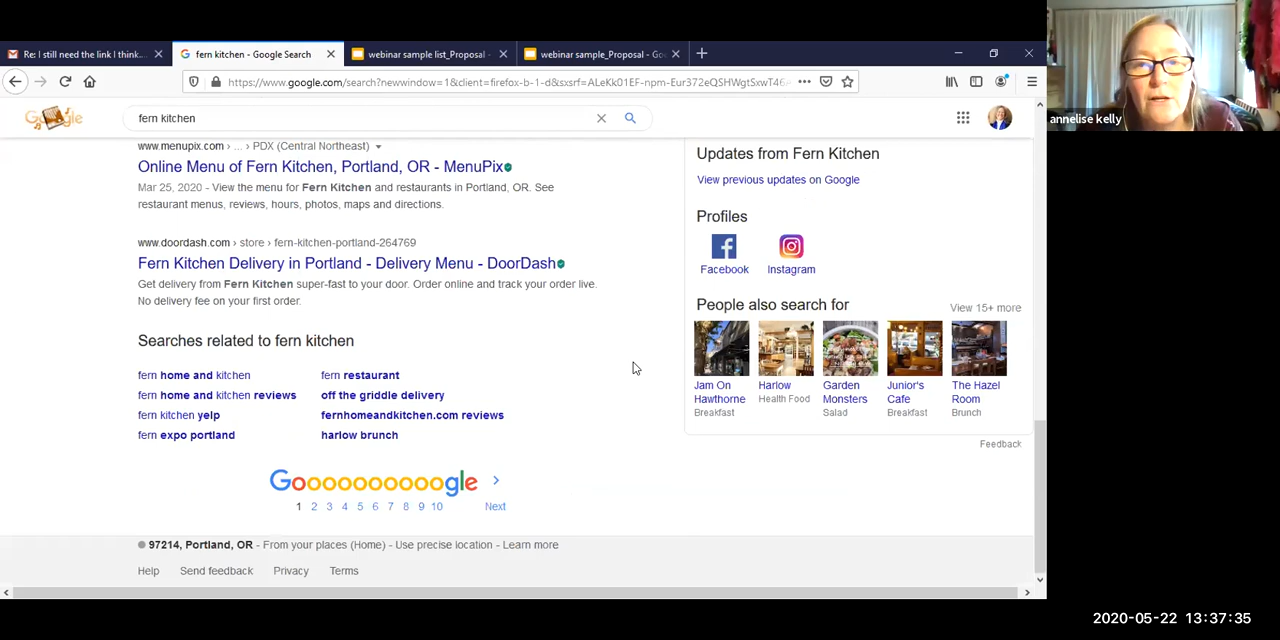 Re: I still need the link I think...
fern kitchen - Google Search
webinar sample list_Proposal -
webinar sample_Proposal - Go
https://www.google.com/search?newwindow=1&client=firefox-b-1-d&sxsrf=ALeKk01EF-npm-Eur372eQSHWgtSxwT46
annelise kelly
fern kitchen
www.menupix.com › ... › PDX (Central Northeast)
Online Menu of Fern Kitchen, Portland, OR - MenuPix
Mar 25, 2020 - View the menu for Fern Kitchen and restaurants in Portland, OR. See
restaurant menus, reviews, hours, photos, maps and directions.
www.doordash.com › store › fern-kitchen-portland-264769
Fern Kitchen Delivery in Portland - Delivery Menu - DoorDash
Get delivery from Fern Kitchen super-fast to your door. Order online and track your order live.
No delivery fee on your first order.
Searches related to fern kitchen
fern home and kitchen
fern restaurant
fern home and kitchen reviews
off the griddle delivery
fern kitchen yelp
fernhomeandkitchen.com reviews
fern expo portland
harlow brunch
Goooooooooogle
1 2 3 4 5 6 7 8 9 10 Next
Updates from Fern Kitchen
View previous updates on Google
Profiles
Facebook
Instagram
People also search for
View 15+ more
Jam On
Hawthorne
Breakfast
Harlow
Health Food
Garden
Monsters
Salad
Junior's
Cafe
Breakfast
The Hazel
Room
Brunch
Feedback
97214, Portland, OR - From your places (Home) - Use precise location - Learn more
Help Send feedback Privacy Terms
2020-05-22 13:37:35